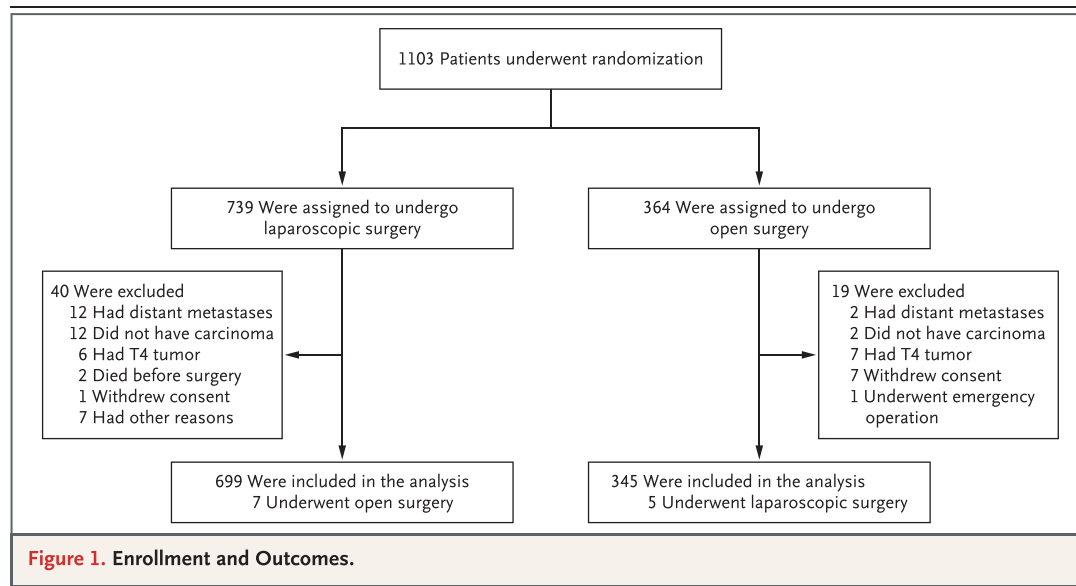 1103 Patients underwent randomization
739 Were assigned to undergo
laparoscopic surgery
364 Were assigned to undergo
open surgery
40 Were excluded
12 Had distant metastases
12 Did not have carcinoma
6 Had T4 tumor
2 Died before surgery
1 Withdrew consent
7 Had other reasons
19 Were excluded
2 Had distant metastases
2 Did not have carcinoma
7 Had T4 tumor
7 Withdrew consent
1 Underwent emergency
operation
699 Were included in the analysis
7 Underwent open surgery
345 Were included in the analysis
5 Underwent laparoscopic surgery
Figure 1. Enrollment and Outcomes.